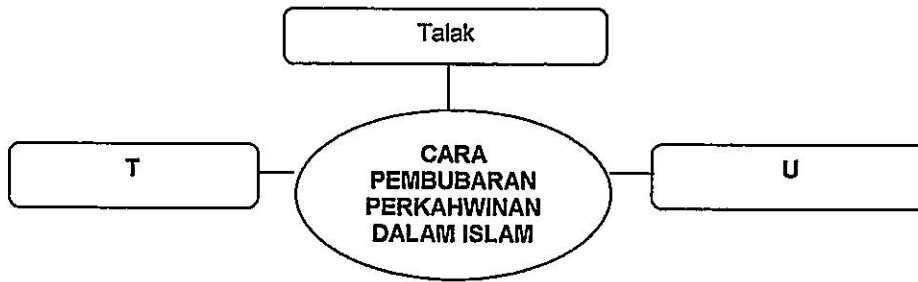 Talak
T
CARA
PEMBUBARAN
PERKAHWINAN
DALAM ISLAM
U